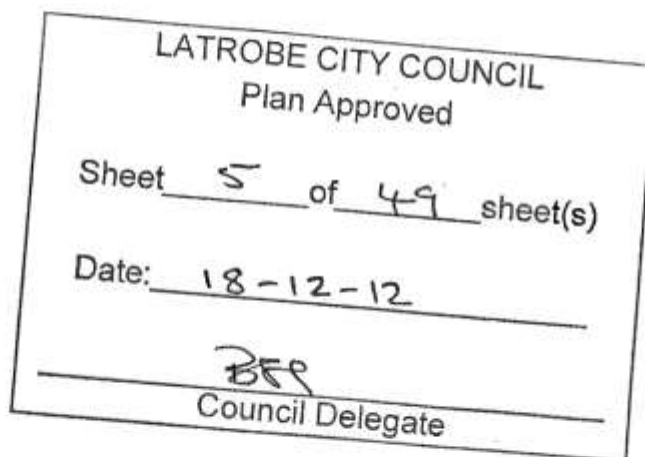 LATROBE CITY COUNCIL
Plan Approved
Sheet 5 of 49 sheet(s)
Date: 18-12-12
Council Delegate